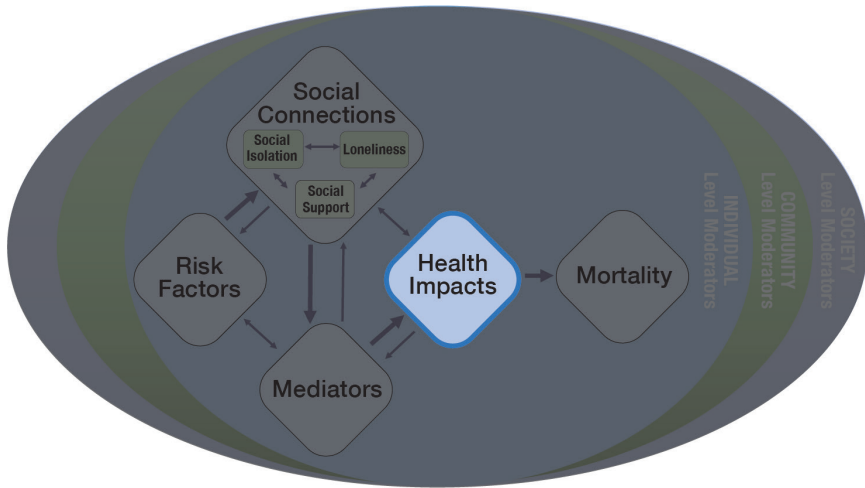 Social
Connections
Social
Isolation
Loneliness
Social
Support
Risk
Factors
Health
Impacts
Mortality
Mediators
INDIVIDUAL
Level Moderators
COMMUNITY
Level Moderators
SOCIETY
Level Moderators